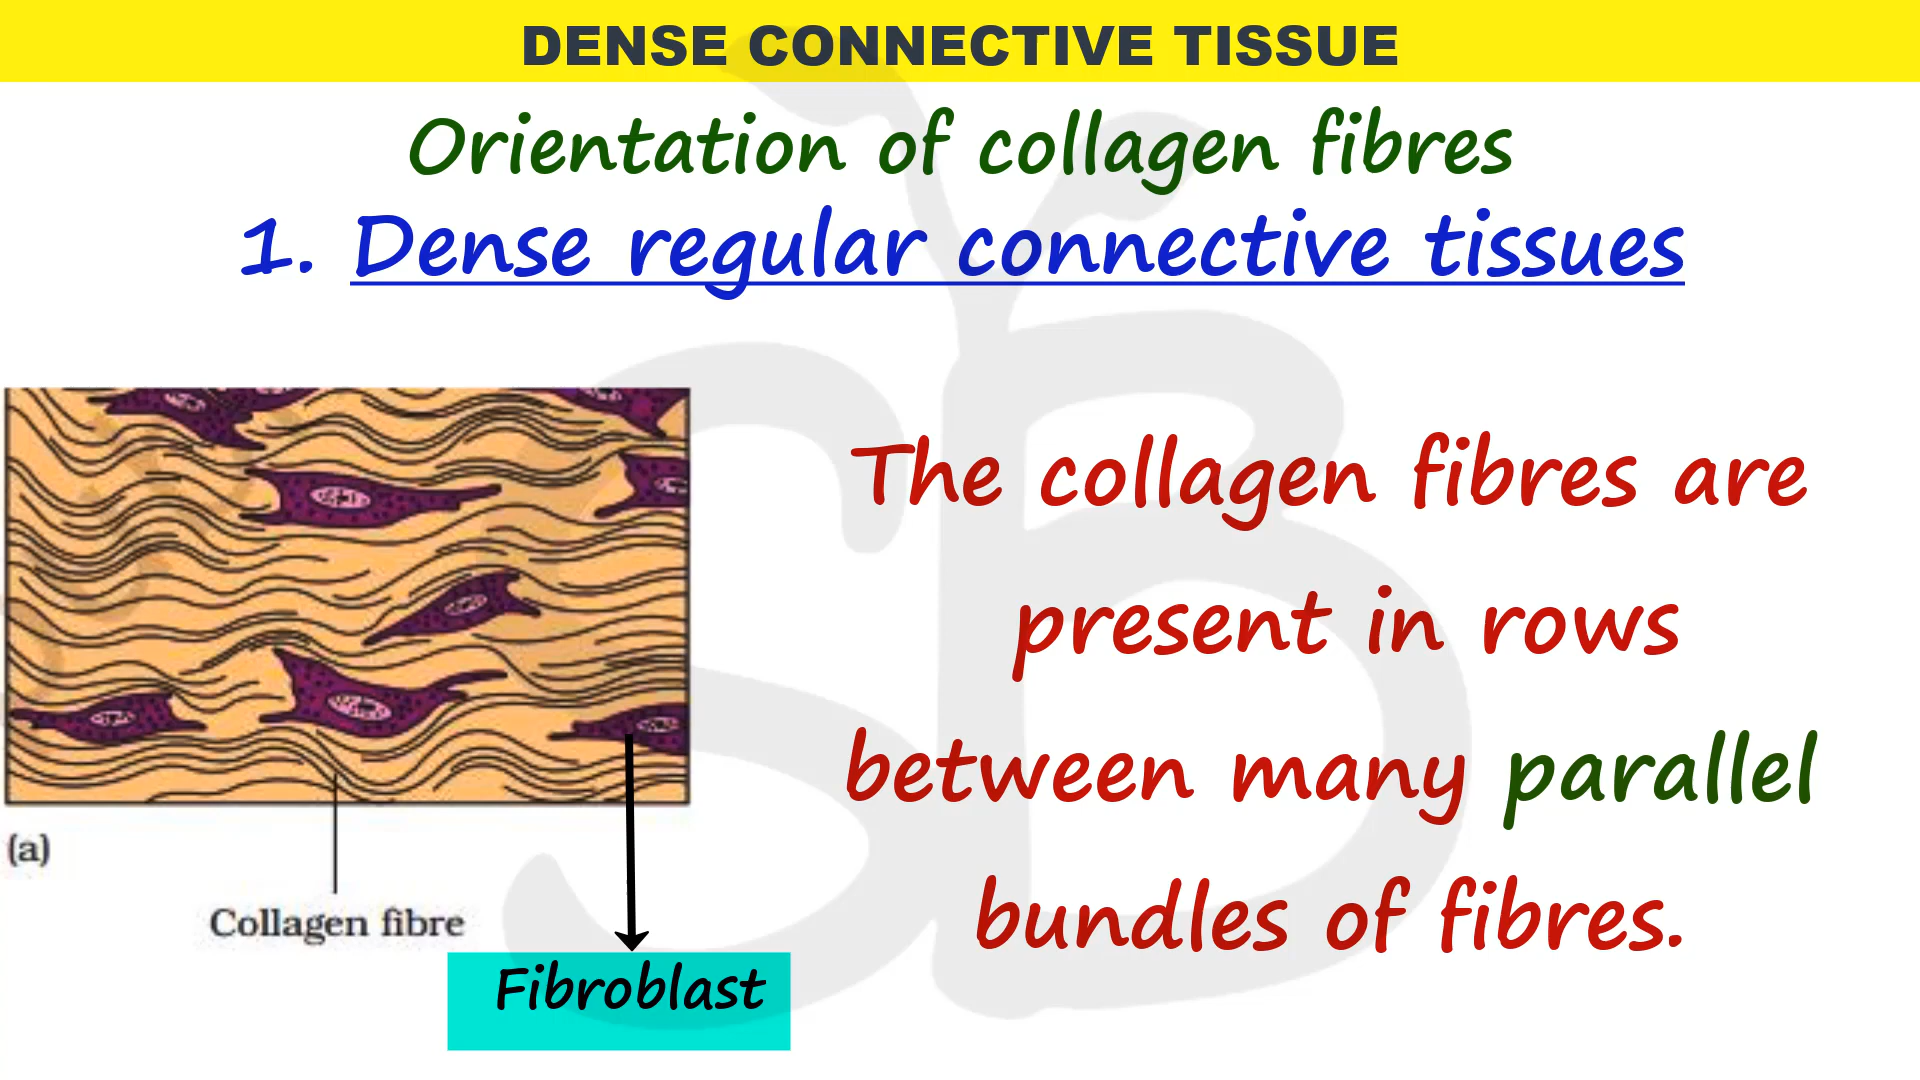 DENSE CONNECTIVE TISSUE
Orientation of collagen fibres
1. Dense regular connective tissues
The collagen fibres are
present in rows
between many parallel
bundles of fibres.
(a)
Collagen fibre
Fibroblast
SB